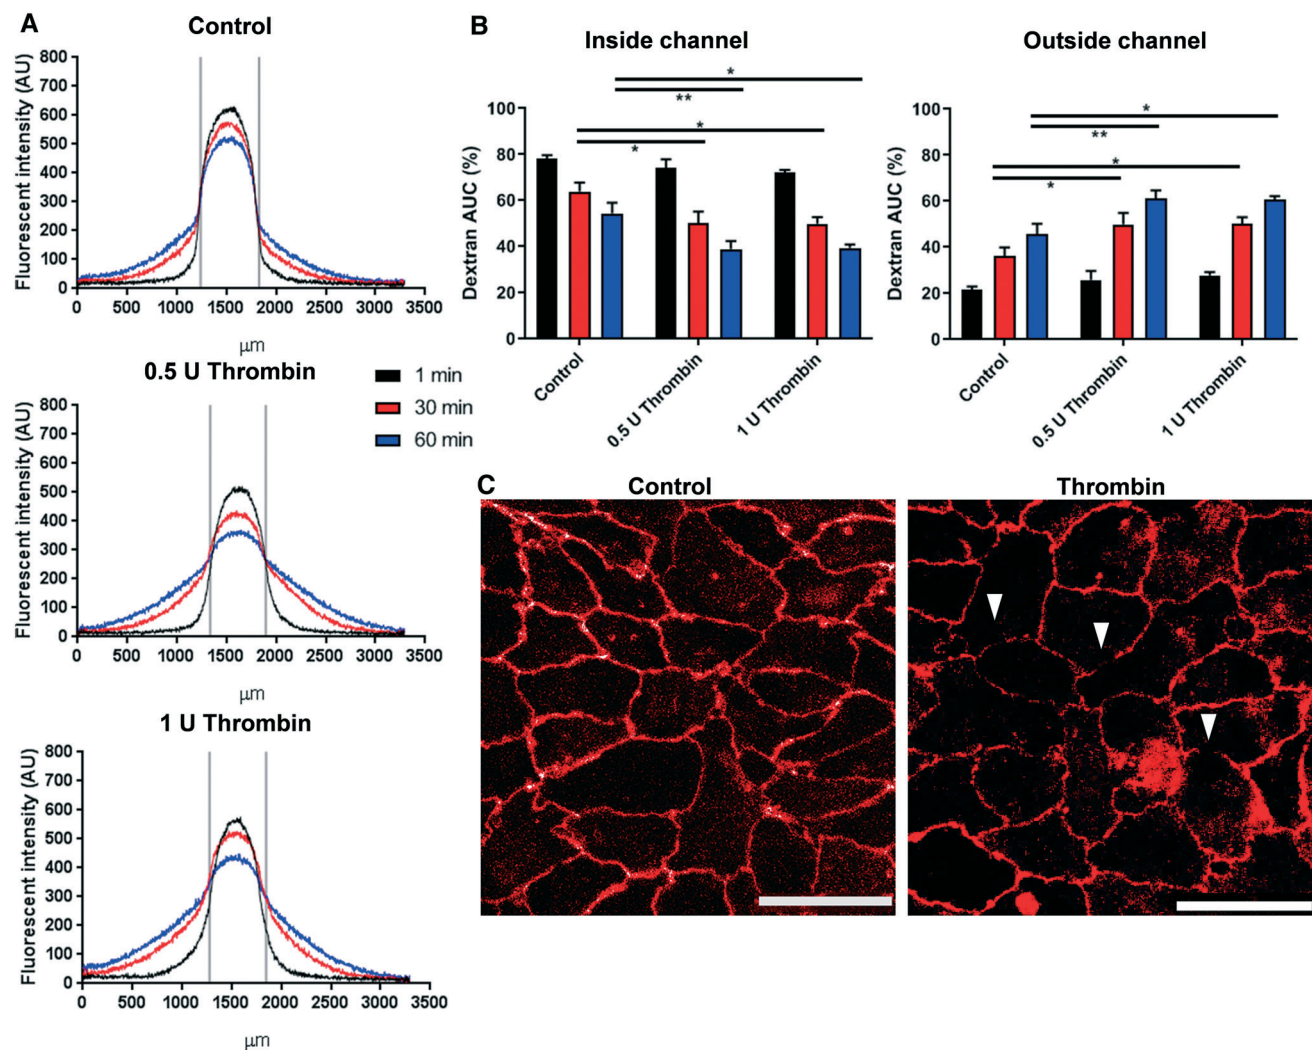 A
Control
Fluorescent intensity (AU)
800
700
600
500
400
300
200
100
0
0 500 1000 1500 2000 2500 3000 3500
μm
0.5 U Thrombin
Fluorescent intensity (AU)
800
700
600
500
400
300
200
100
0
0 500 1000 1500 2000 2500 3000 3500
μm
1 U Thrombin
Fluorescent intensity (AU)
800
700
600
500
400
300
200
100
0
0 500 1000 1500 2000 2500 3000 3500
μm
1 min
30 min
60 min
B
Inside channel
*
**
*
*
Dextran AUC (%)
100
80
60
40
20
0
Control
0.5 U Thrombin
1 U Thrombin
Outside channel
*
**
*
*
Dextran AUC (%)
100
80
60
40
20
0
Control
0.5 U Thrombin
1 U Thrombin
C
Control
Thrombin